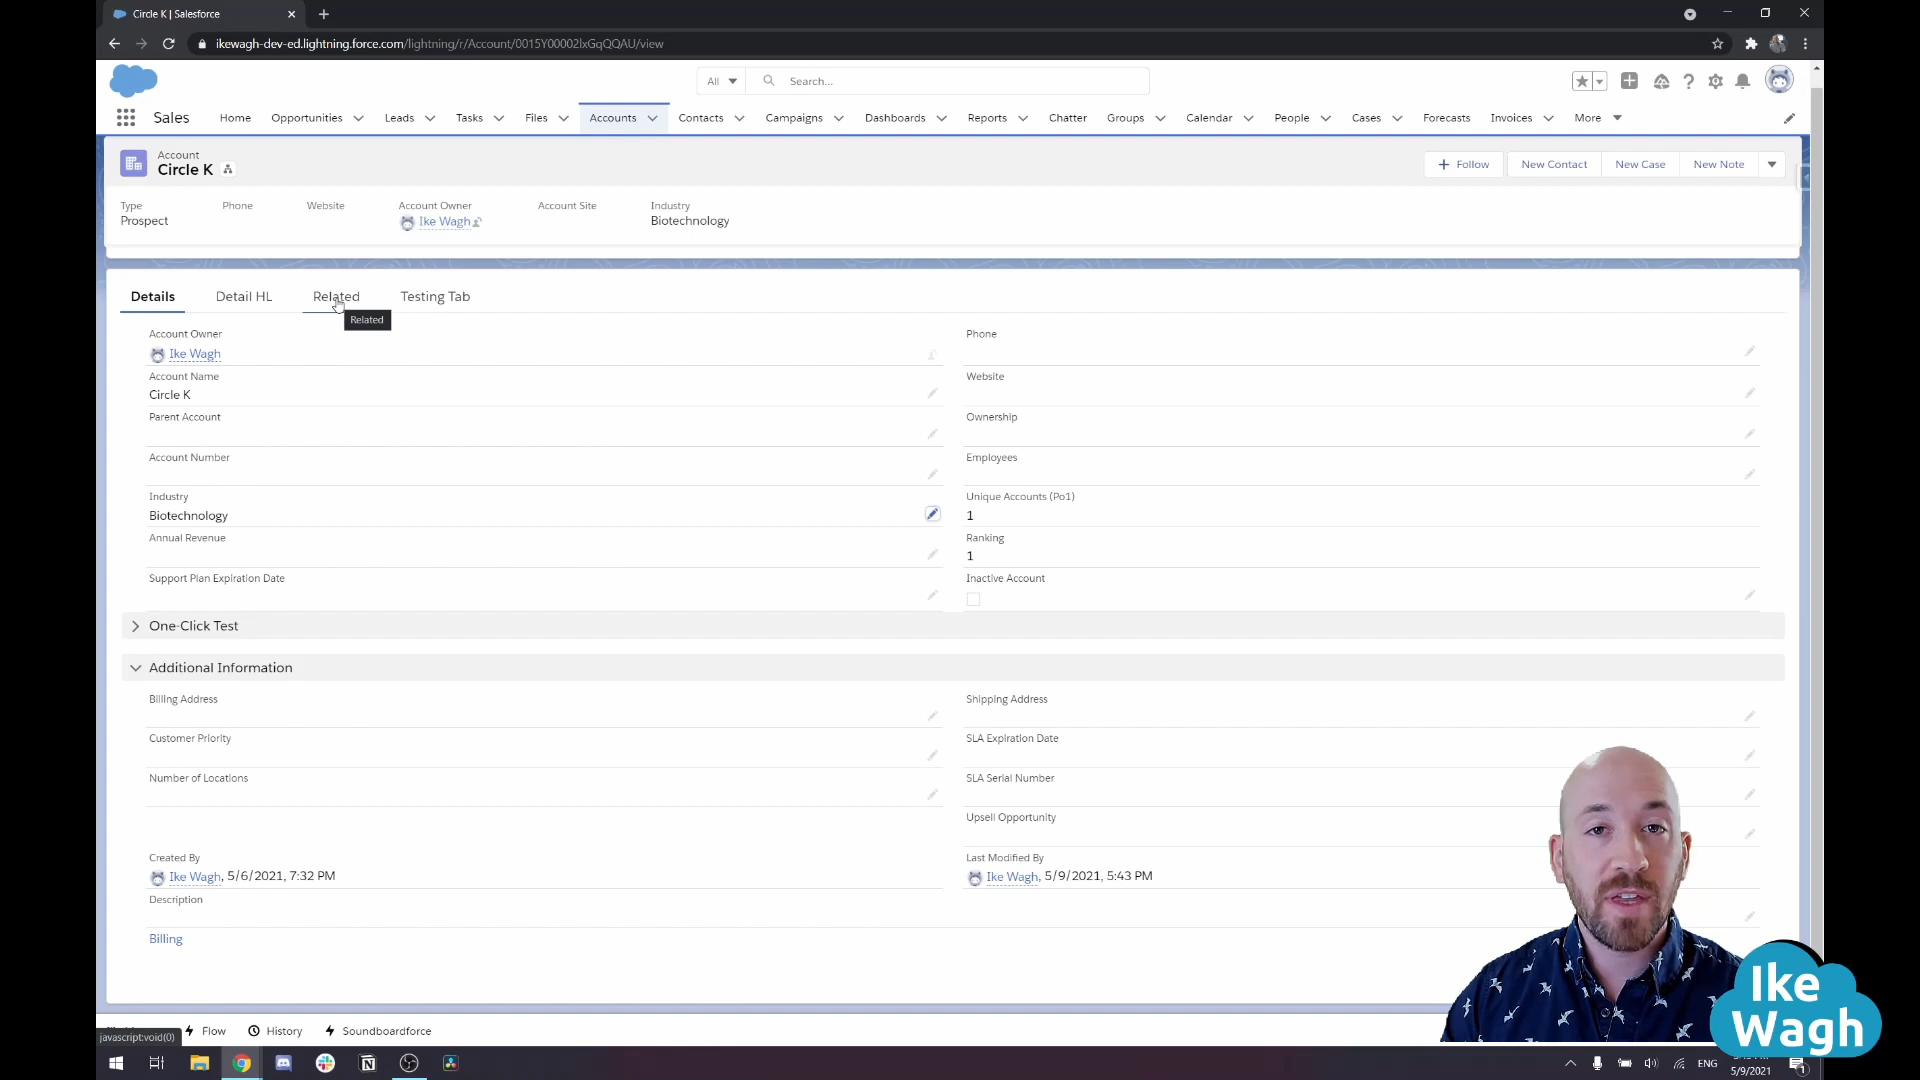 Circle K | Salesforce
ikewagh-dev-ed.lightning.force.com/lightning/r/Account/0015Y00002lxGqQQAU/view
All
Search...
Sales
Home
Opportunities
Leads
Tasks
Files
Accounts
Contacts
Campaigns
Dashboards
Reports
Chatter
Groups
Calendar
People
Cases
Forecasts
Invoices
More
Account
Circle K
Follow
New Contact
New Case
New Note
Type
Prospect
Phone
Website
Account Owner
Ike Wagh
Account Site
Industry
Biotechnology
Details
Detail HL
Related
Testing Tab
Related
Account Owner
Ike Wagh
Phone
Account Name
Circle K
Website
Parent Account
Ownership
Account Number
Employees
Industry
Biotechnology
Unique Accounts (Po1)
1
Annual Revenue
Ranking
1
Support Plan Expiration Date
Inactive Account
One-Click Test
Additional Information
Billing Address
Shipping Address
Customer Priority
SLA Expiration Date
Number of Locations
SLA Serial Number
Upsell Opportunity
Created By
Ike Wagh, 5/6/2021, 7:32 PM
Last Modified By
Ike Wagh, 5/9/2021, 5:43 PM
Description
Billing
Flow
History
Soundboardforce
javascript:void(0)
ENG
5/9/2021
1
Ike
Wagh